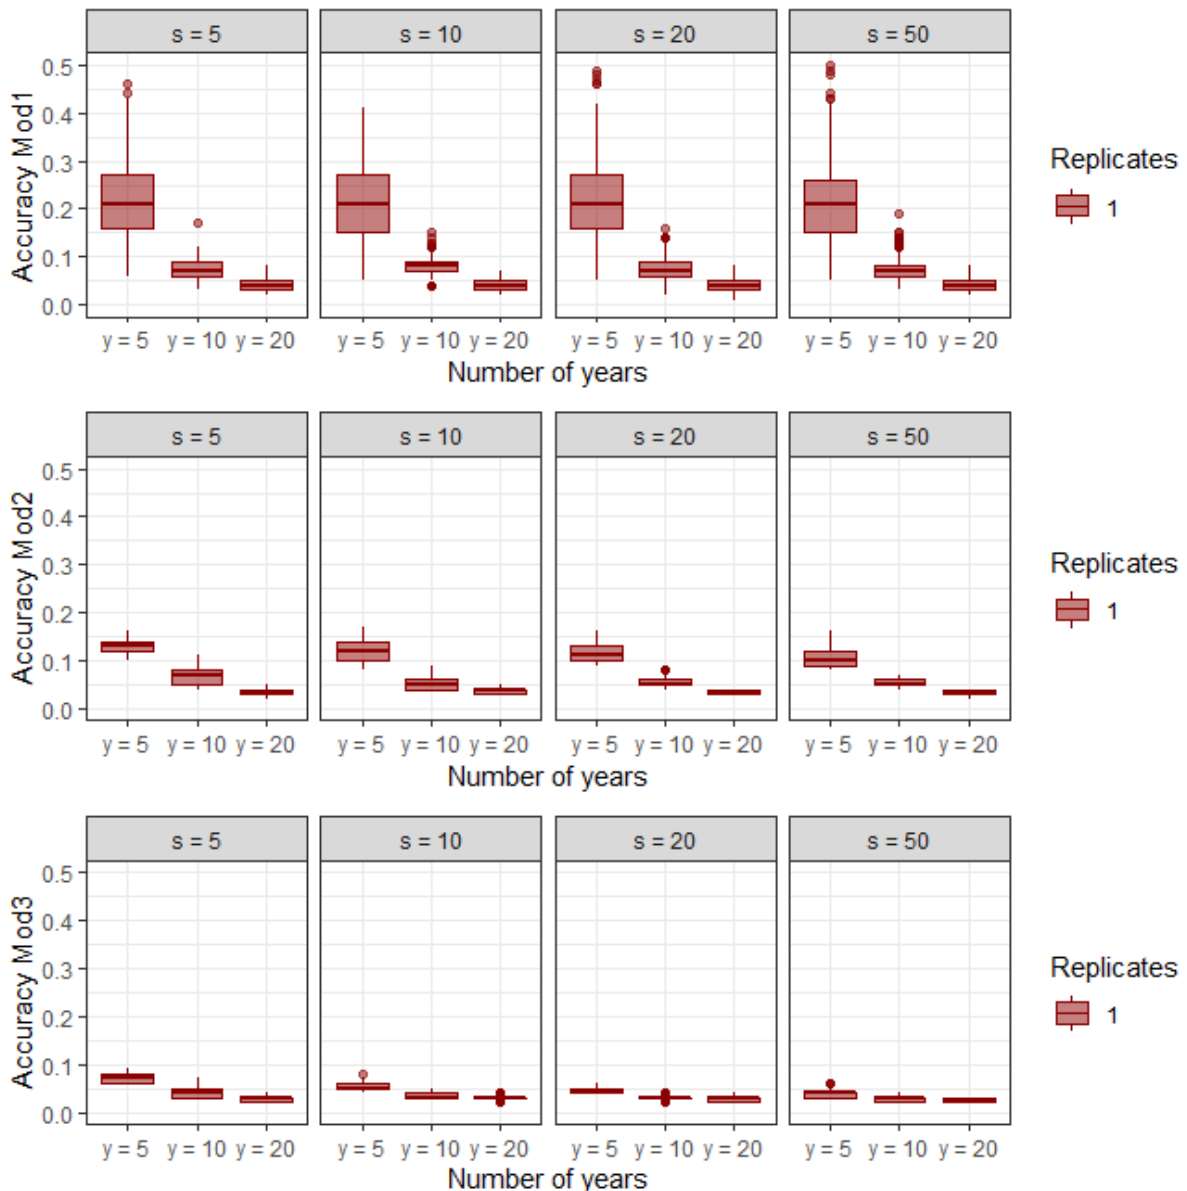 s = 5 s = 10 s = 20 s = 50
Accuracy Mod1
0.5
0.4
0.3
0.2
0.1
0.0
y = 5 y = 10 y = 20 y = 5 y = 10 y = 20 y = 5 y = 10 y = 20 y = 5 y = 10 y = 20
Number of years
Replicates
1
s = 5 s = 10 s = 20 s = 50
Accuracy Mod2
0.5
0.4
0.3
0.2
0.1
0.0
y = 5 y = 10 y = 20 y = 5 y = 10 y = 20 y = 5 y = 10 y = 20 y = 5 y = 10 y = 20
Number of years
Replicates
1
s = 5 s = 10 s = 20 s = 50
Accuracy Mod3
0.5
0.4
0.3
0.2
0.1
0.0
y = 5 y = 10 y = 20 y = 5 y = 10 y = 20 y = 5 y = 10 y = 20 y = 5 y = 10 y = 20
Number of years
Replicates
1